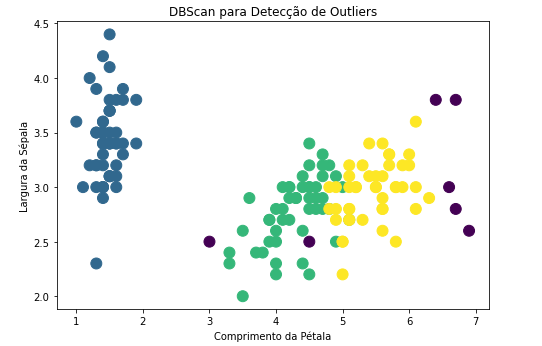 DBScan para Detecção de Outliers
4.5
4.0
3.5
3.0
2.5
2.0
Largura da Sépala
1 2 3 4 5 6 7
Comprimento da Pétala